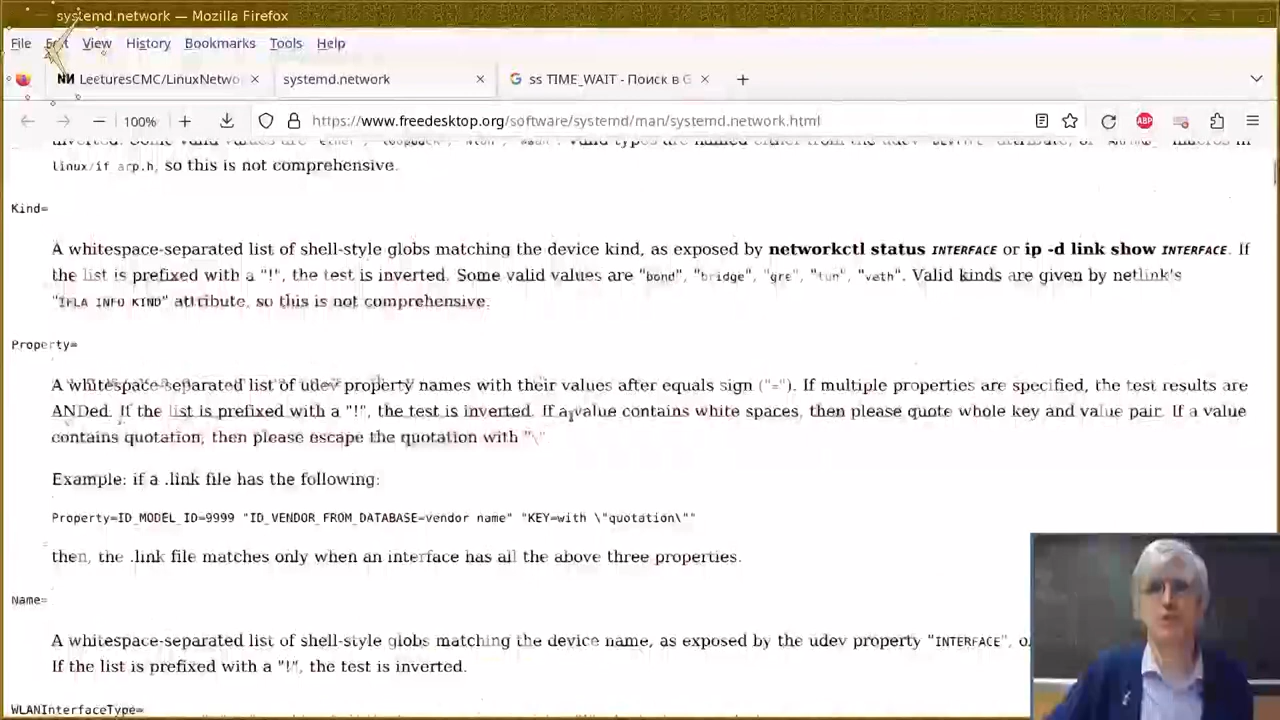 systemd.network — Mozilla Firefox
File Edit View History Bookmarks Tools Help
LecturesCMC/LinuxNetwo systemd.network ss TIME_WAIT - Поиск в G
100% https://www.freedesktop.org/software/systemd/man/systemd.network.html ABP
linux/if_arp.h, so this is not comprehensive.
Kind=
A whitespace-separated list of shell-style globs matching the device kind, as exposed by networkctl status INTERFACE or ip -d link show INTERFACE. If
the list is prefixed with a "!", the test is inverted. Some valid values are "bond", "bridge", "gre", "tun", "veth". Valid kinds are given by netlink's
"IFLA_INFO_KIND" attribute, so this is not comprehensive.
Property=
A whitespace-separated list of udev property names with their values after equals sign ("="). If multiple properties are specified, the test results are
ANDed. If the list is prefixed with a "!", the test is inverted. If a value contains white spaces, then please quote whole key and value pair. If a value
contains quotation, then please escape the quotation with "\"
Example: if a .link file has the following:
Property=ID_MODEL_ID=9999 "ID_VENDOR_FROM_DATABASE=vendor name" "KEY=with \"quotation\""
then, the .link file matches only when an interface has all the above three properties.
Name=
A whitespace-separated list of shell-style globs matching the device name, as exposed by the udev property "INTERFACE", o
If the list is prefixed with a "!", the test is inverted.
WLANInterfaceType=